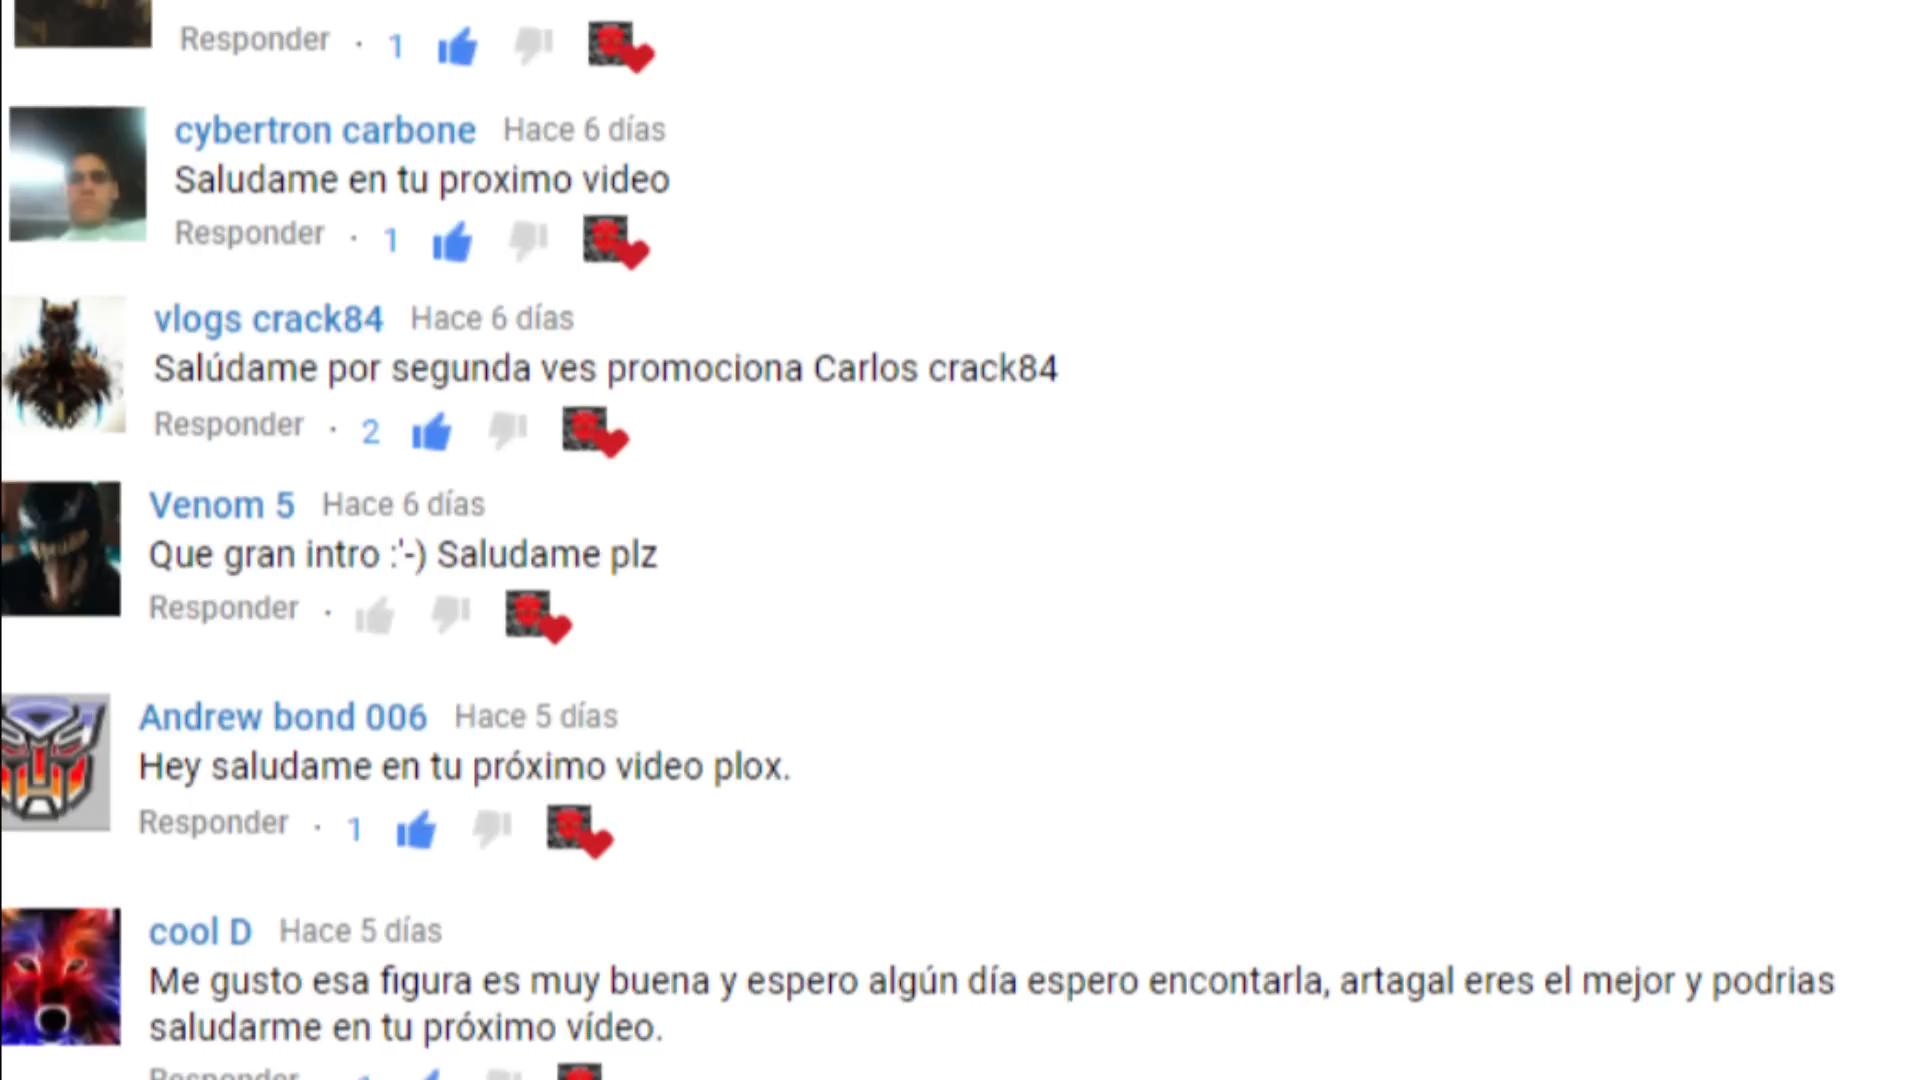 Responder · 1
cybertron carbone Hace 6 días
Saludame en tu proximo video
Responder · 1
vlogs crack84 Hace 6 días
Salúdame por segunda ves promociona Carlos crack84
Responder · 2
Venom 5 Hace 6 días
Que gran intro :'-) Saludame plz
Responder ·
Andrew bond 006 Hace 5 días
Hey saludame en tu próximo video plox.
Responder · 1
cool D Hace 5 días
Me gusto esa figura es muy buena y espero algún día espero encontarla, artagal eres el mejor y podrias
saludarme en tu próximo vídeo.
Responder